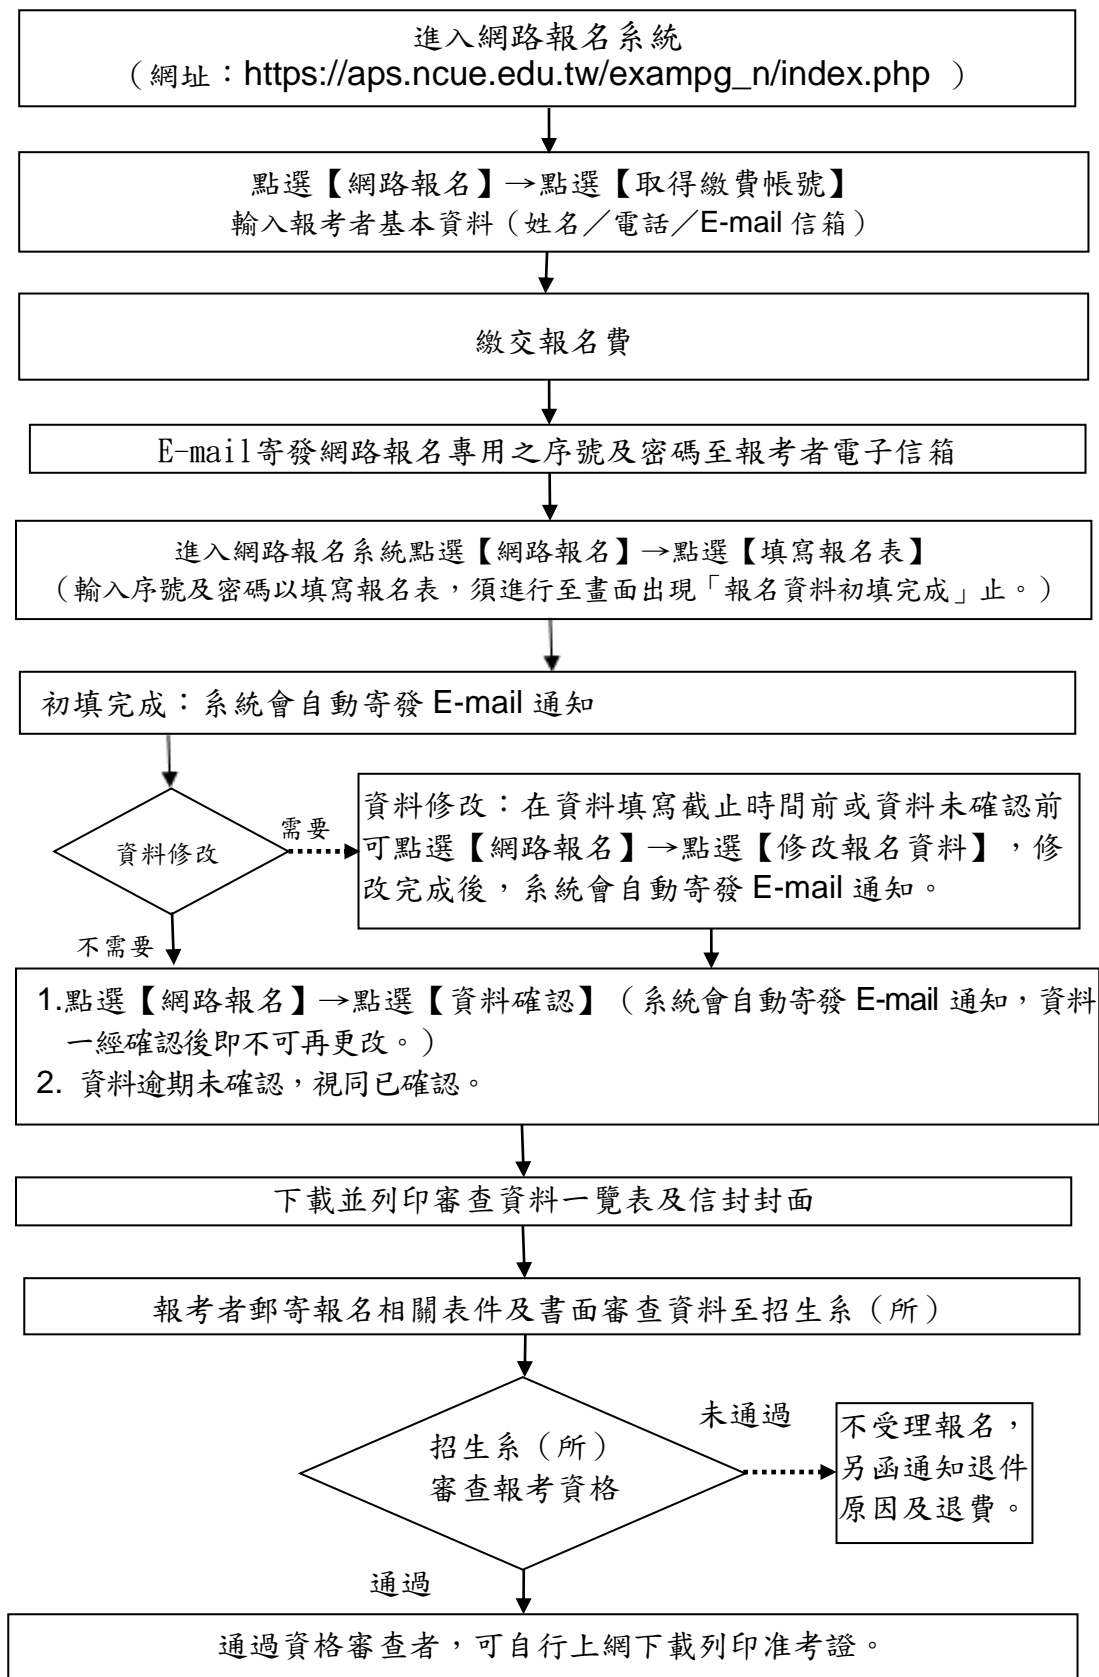 進入網路報名系統
（網址：https://aps.ncue.edu.tw/exampg_n/index.php ）
點選【網路報名】→點選【取得繳費帳號】
輸入報考者基本資料（姓名／電話／E-mail 信箱）
繳交報名費
E-mail寄發網路報名專用之序號及密碼至報考者電子信箱
進入網路報名系統點選【網路報名】→點選【填寫報名表】
（輸入序號及密碼以填寫報名表，須進行至畫面出現「報名資料初填完成」止。）
初填完成：系統會自動寄發 E-mail 通知
資料修改
需要
資料修改：在資料填寫截止時間前或資料未確認前
可點選【網路報名】→點選【修改報名資料】，修
改完成後，系統會自動寄發 E-mail 通知。
不需要
1.點選【網路報名】→點選【資料確認】（系統會自動寄發 E-mail 通知，資料
一經確認後即不可再更改。）
2. 資料逾期未確認，視同已確認。
下載並列印審查資料一覽表及信封封面
報考者郵寄報名相關表件及書面審查資料至招生系（所）
招生系（所）
審查報考資格
未通過
不受理報名，
另函通知退件
原因及退費。
通過
通過資格審查者，可自行上網下載列印准考證。